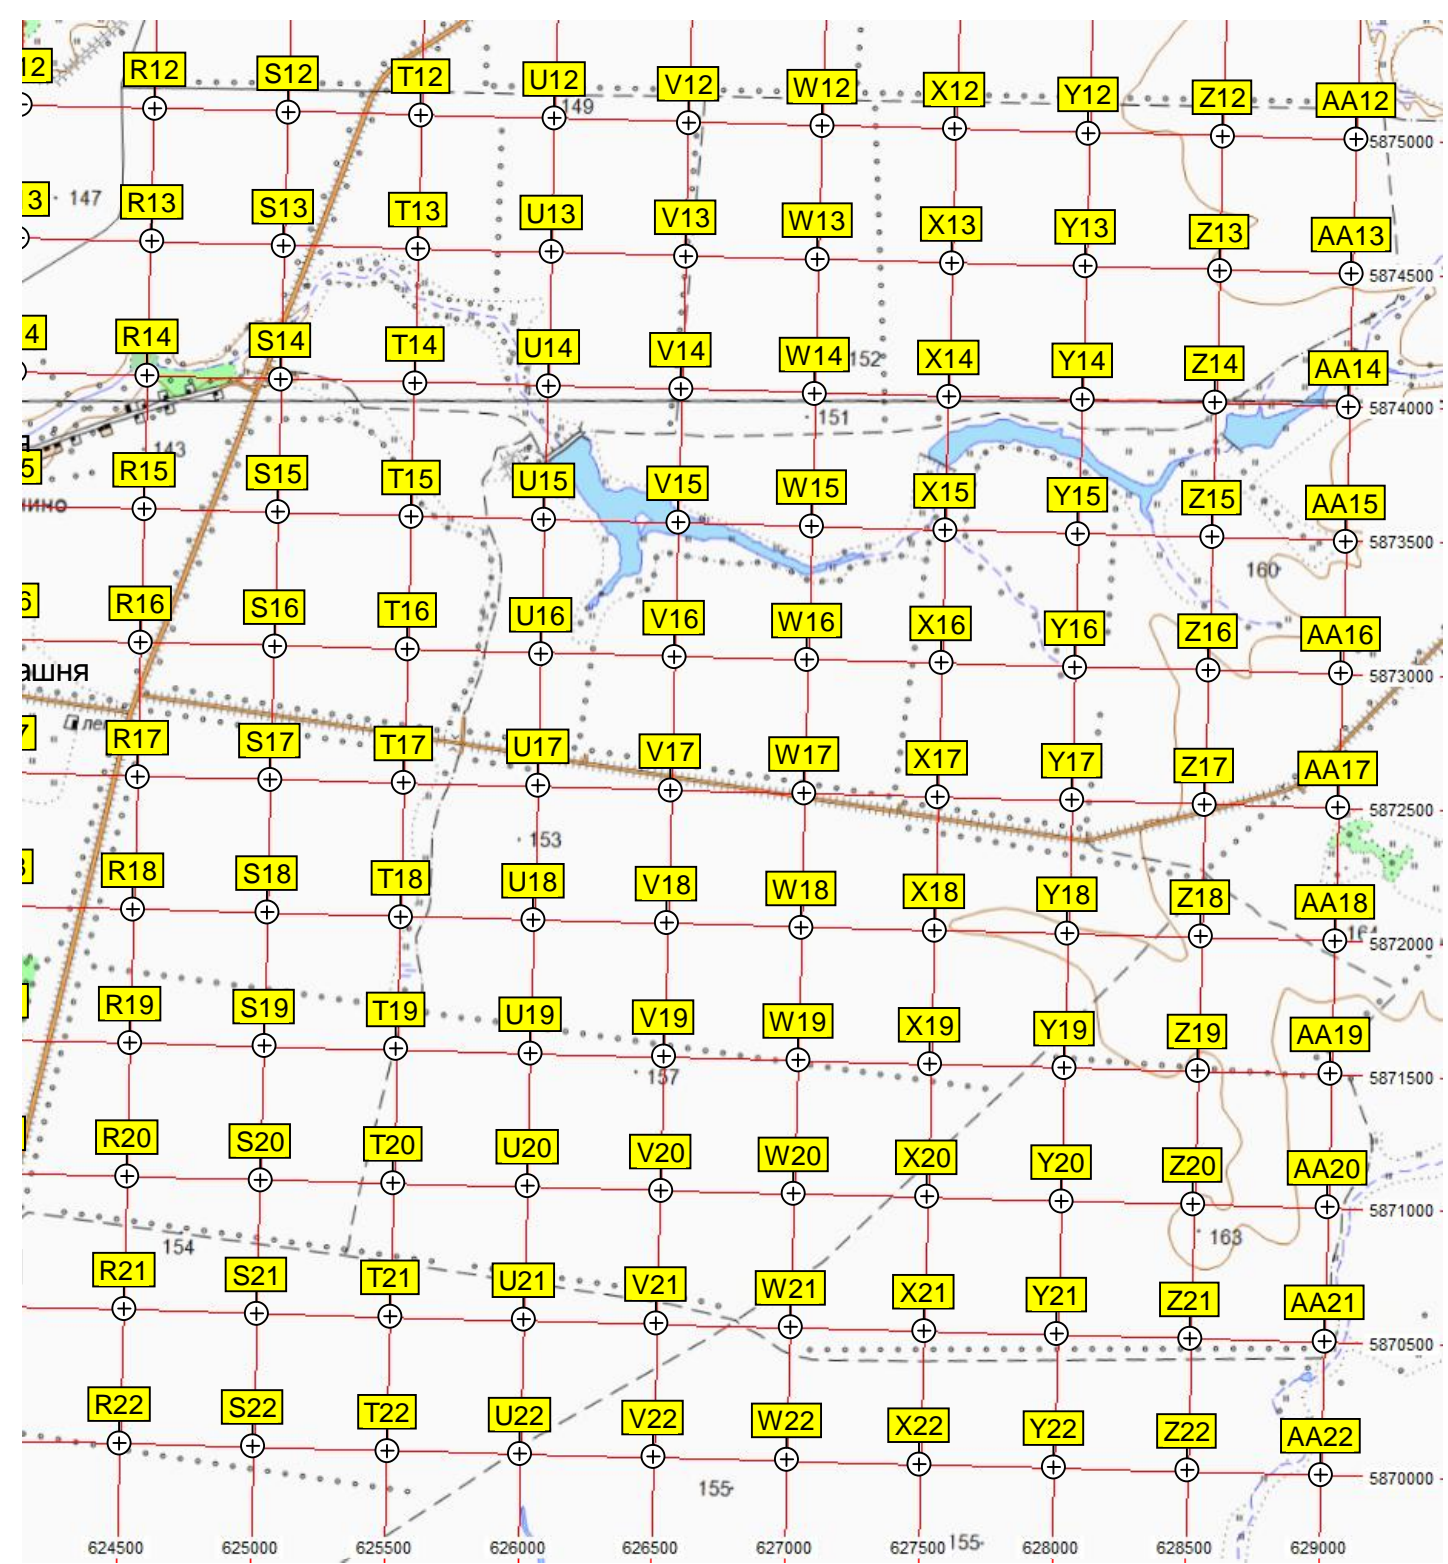 12 R12 S12 T12 U12 V12 W12 X12 Y12 Z12 AA12
149
5875000
3 147 R13 S13 T13 U13 V13 W13 X13 Y13 Z13 AA13
5874500
4 R14 S14 T14 U14 V14 W14 152 X14 Y14 Z14 AA14
151
5874000
143
5 R15 S15 T15 U15 V15 W15 X15 Y15 Z15 AA15
ино
5873500
160
6 R16 S16 T16 U16 V16 W16 X16 Y16 Z16 AA16
ашня
5873000
лет
7 R17 S17 T17 U17 V17 W17 X17 Y17 Z17 AA17
5872500
153
R18 S18 T18 U18 V18 W18 X18 Y18 Z18 AA18
5872000
R19 S19 T19 U19 V19 W19 X19 Y19 Z19 AA19
157
5871500
R20 S20 T20 U20 V20 W20 X20 Y20 Z20 AA20
5871000
154
163
R21 S21 T21 U21 V21 W21 X21 Y21 Z21 AA21
5870500
R22 S22 T22 U22 V22 W22 X22 Y22 Z22 AA22
5870000
155
155
624500 625000 625500 626000 626500 627000 627500 628000 628500 629000